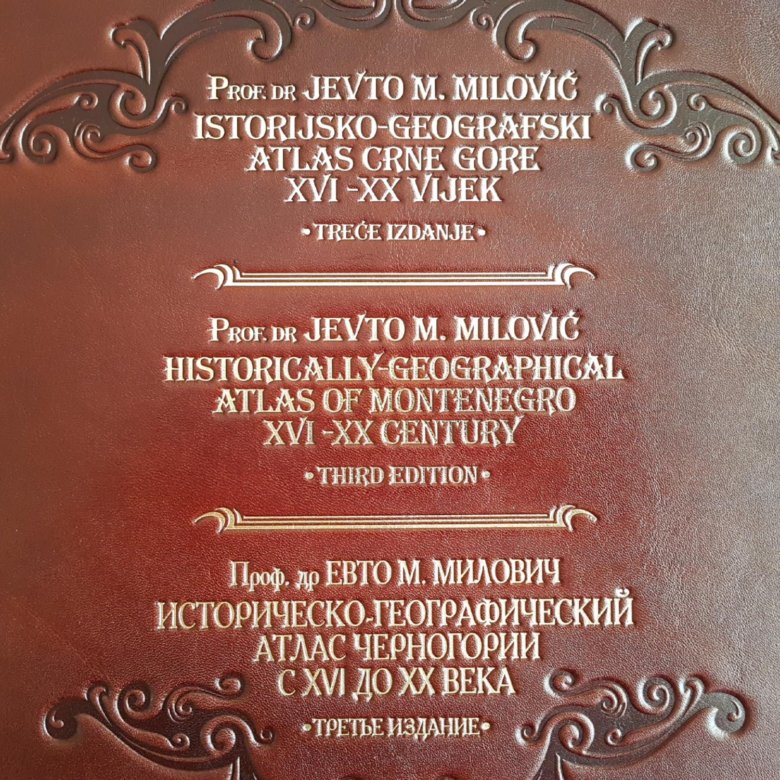 PROF. DR JEVTO M. MILOVIĆ
ISTORIJSKO-GEOGRAFSKI
ATLAS CRNE GORE
XVI -XX VIJEK
• TREĆE IZDANJE •
PROF. DR JEVTO M. MILOVIĆ
HISTORICALLY-GEOGRAPHICAL
ATLAS OF MONTENEGRO
XVI -XX CENTURY
• THIRD EDITION •
Проф. др ЕВТО М. МИЛОВИЧ
ИСТОРИЧЕСКО-ГЕОГРАФИЧЕСКИЙ
АТЛАС ЧЕРНОГОРИИ
С XVI ДО XX ВЕКА
• ТРЕТЬЕ ИЗДАНИЕ •